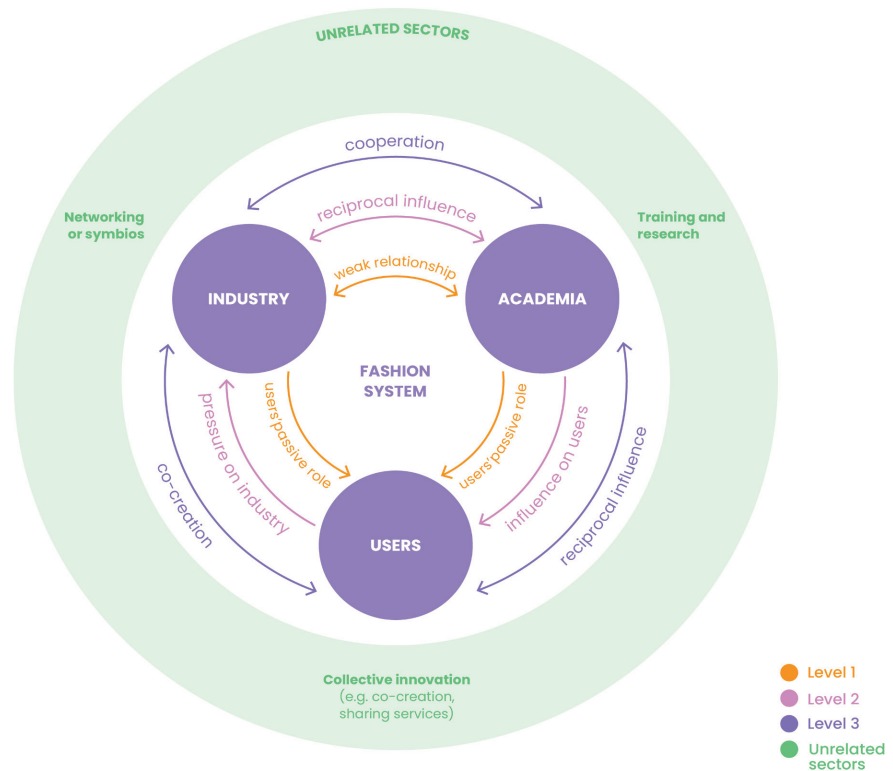 UNRELATED SECTORS
cooperation
Networking
or symbios
reciprocal influence
Training and
research
weak relationship
INDUSTRY
ACADEMIA
FASHION
SYSTEM
users'passive role
users'passive role
pressure on industry
influence on users
co-creation
reciprocal influence
USERS
Collective innovation
(e.g. co-creation,
sharing services)
Level 1
Level 2
Level 3
Unrelated
sectors